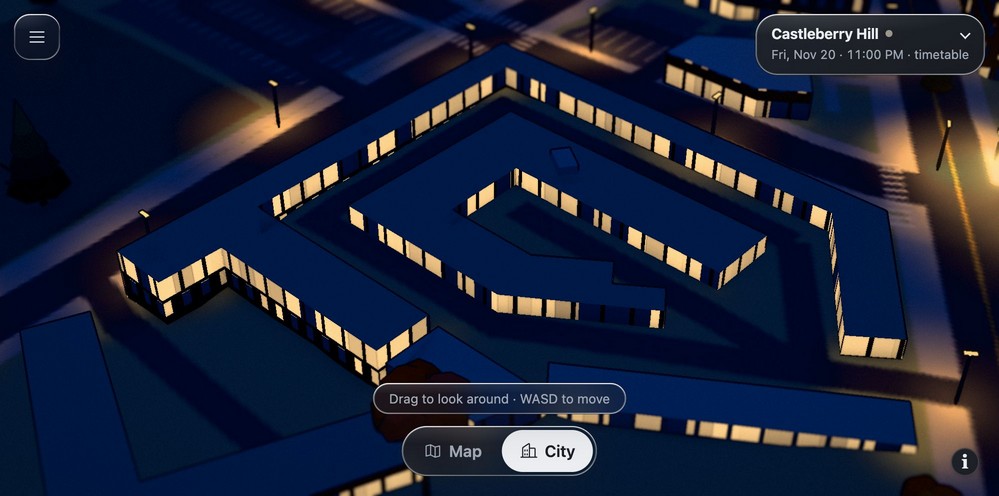 Castleberry Hill
Fri, Nov 20 · 11:00 PM · timetable
Drag to look around · WASD to move
Map
City
i